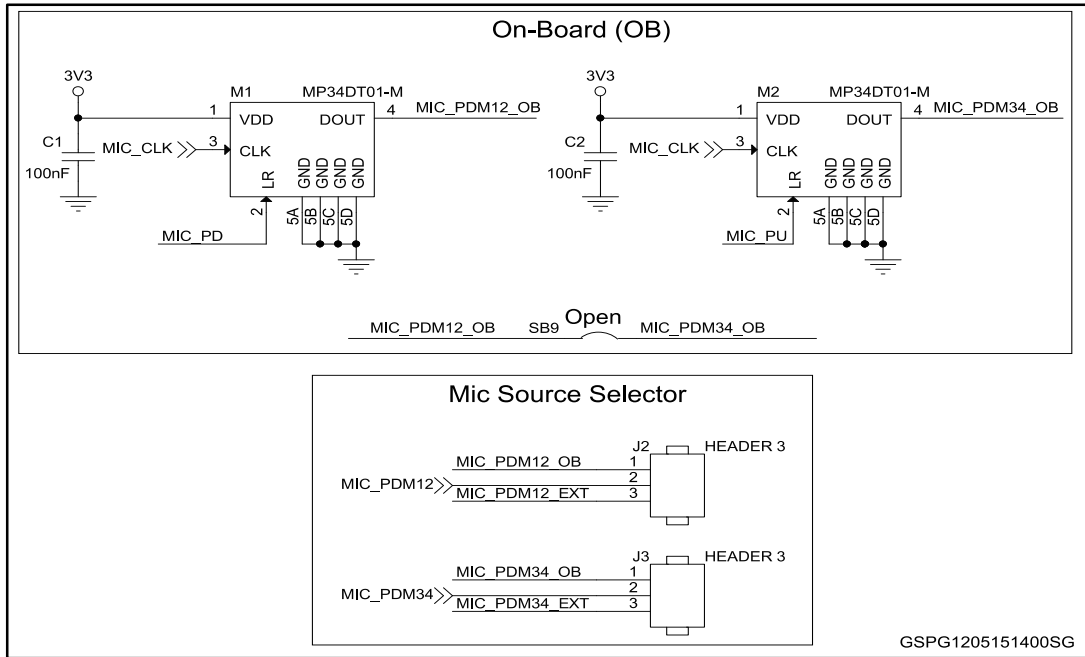 On-Board (OB)
3V3
M1 MP34DT01-M
1 VDD DOUT 4 MIC_PDM12_OB
C1
100nF
MIC_CLK 3 CLK
LR GND GND GND GND
2 5A 5B 5C 5D
MIC_PD
3V3
M2 MP34DT01-M
1 VDD DOUT 4 MIC_PDM34_OB
C2
100nF
MIC_CLK 3 CLK
LR GND GND GND GND
2 5A 5B 5C 5D
MIC_PU
MIC_PDM12_OB SB9 Open MIC_PDM34_OB
Mic Source Selector
J2 HEADER 3
MIC_PDM12_OB 1
MIC_PDM12 2
MIC_PDM12_EXT 3
J3 HEADER 3
MIC_PDM34_OB 1
MIC_PDM34 2
MIC_PDM34_EXT 3
GSPG1205151400SG